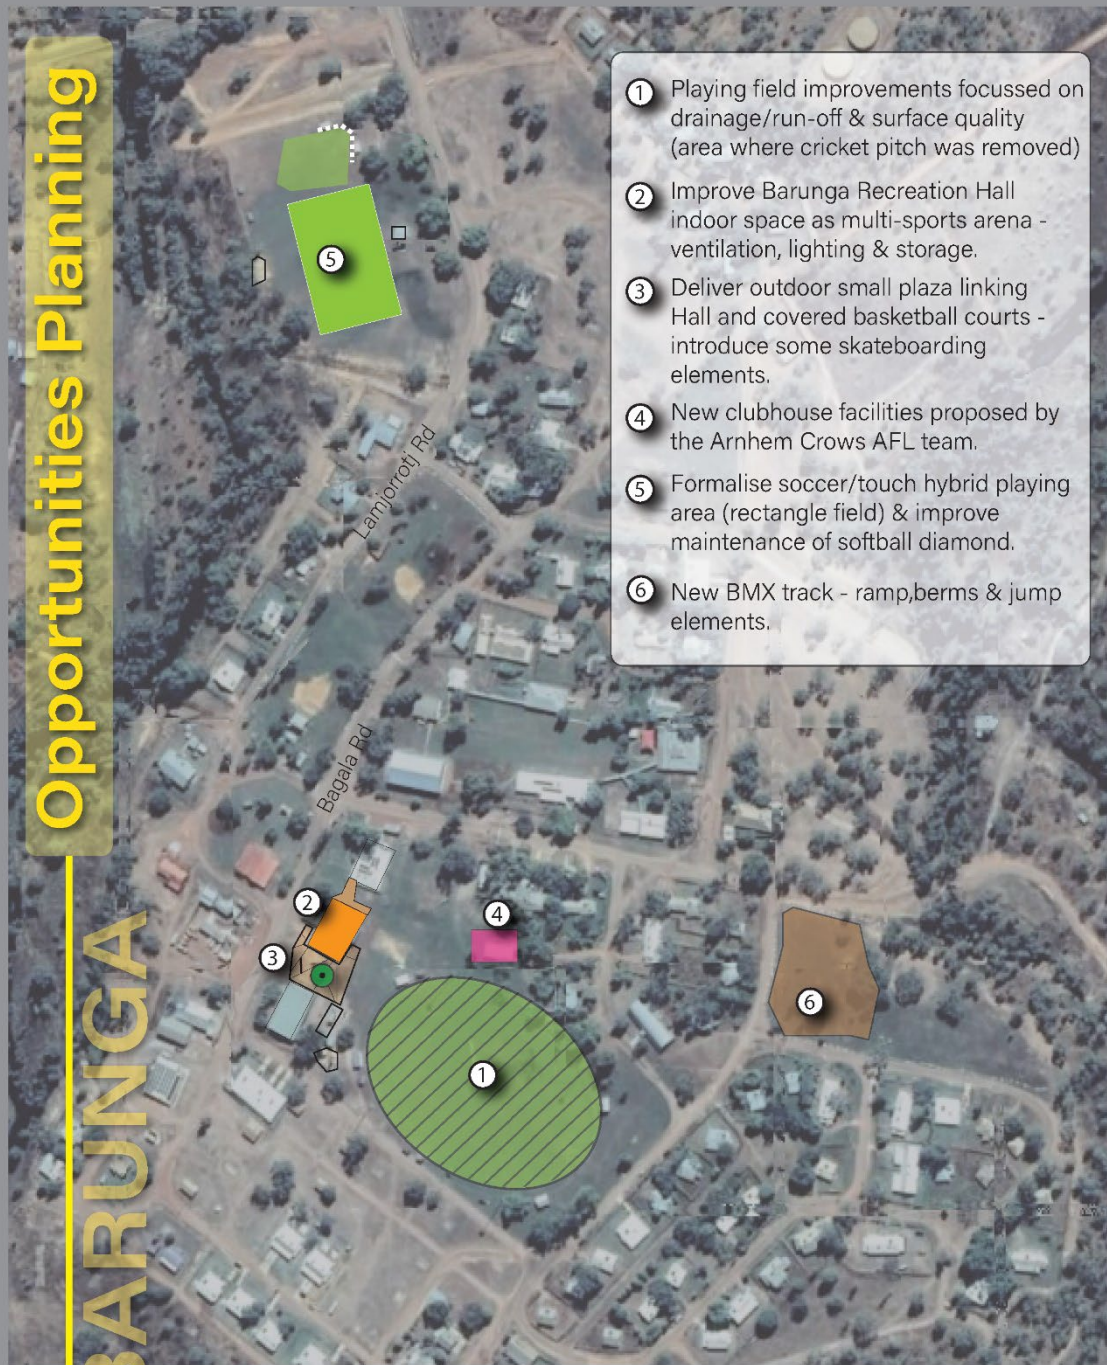 Opportunities Planning
BARUNGA
1 Playing field improvements focussed on
drainage/run-off & surface quality
(area where cricket pitch was removed)
2 Improve Barunga Recreation Hall
indoor space as multi-sports arena -
ventilation, lighting & storage.
3 Deliver outdoor small plaza linking
Hall and covered basketball courts -
introduce some skateboarding
elements.
4 New clubhouse facilities proposed by
the Arnhem Crows AFL team.
5 Formalise soccer/touch hybrid playing
area (rectangle field) & improve
maintenance of softball diamond.
6 New BMX track - ramp,berms & jump
elements.
5
Lamjorrotj Rd
Bagala Rd
2
4
3
6
1